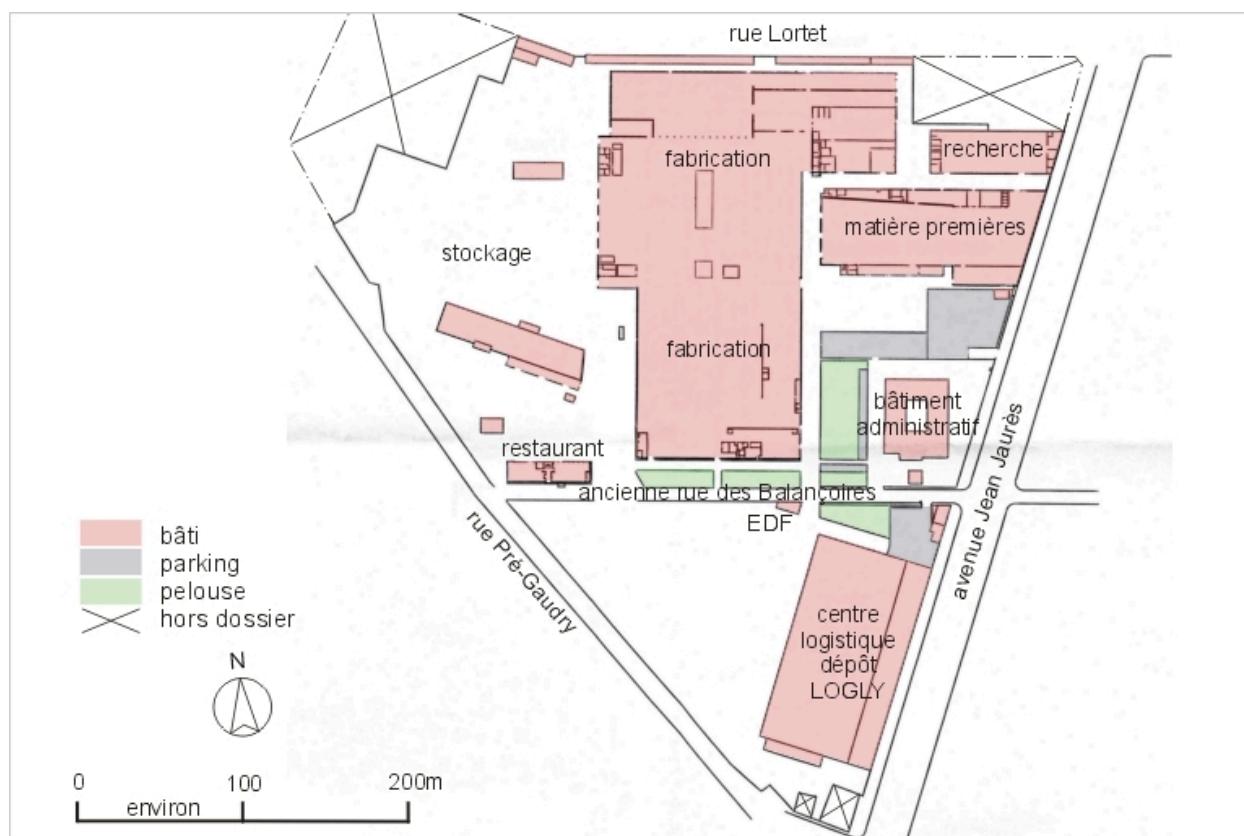 rue Lortet
fabrication
recherche
matière premières
stockage
fabrication
bâtiment
administratif
restaurant
ancienne rue des Balançoires
EDF
avenue Jean Jaurès
rue Pré-Gaudry
centre
logistique
dépôt
LOGLY
bâti
parking
pelouse
hors dossier
N
0 100 200m
environ